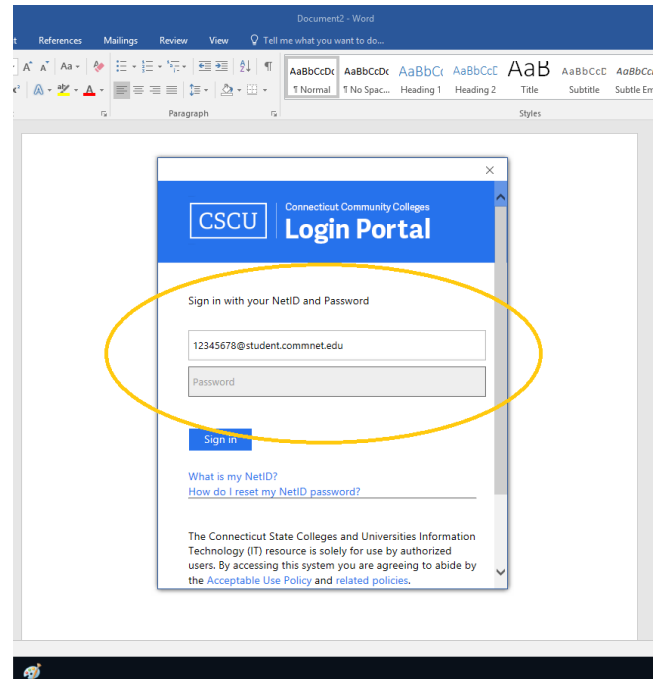 Document2 - Word
References Mailings Review View Tell me what you want to do...
Aa
AaBbCcDc AaBbCcDc AaBbCc AaBbCcC AaB AaBbCcC AaBbCc
¶ Normal ¶ No Spac... Heading 1 Heading 2 Title Subtitle Subtle Em
Paragraph Styles
CSCU
Connecticut Community Colleges
Login Portal
Sign in with your NetID and Password
12345678@student.commnet.edu
Password
Sign in
What is my NetID?
How do I reset my NetID password?
The Connecticut State Colleges and Universities Information
Technology (IT) resource is solely for use by authorized
users. By accessing this system you are agreeing to abide by
the Acceptable Use Policy and related policies.